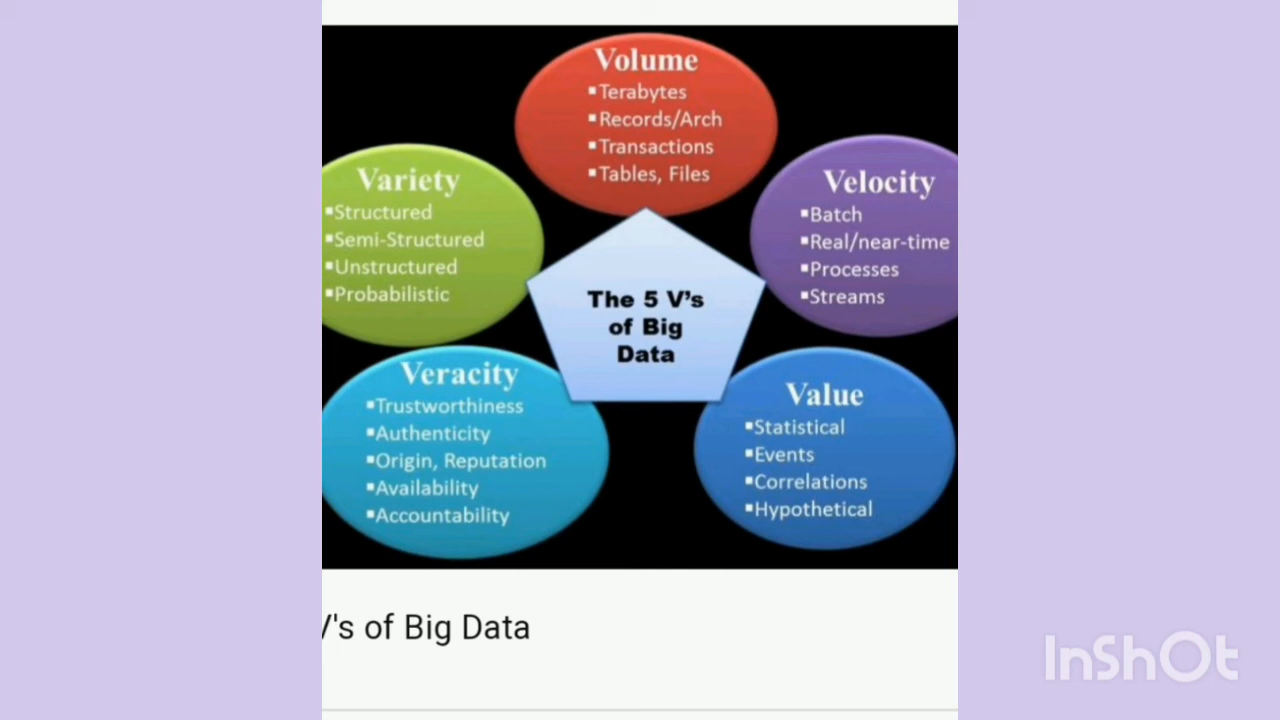 Volume
▪Terabytes
▪Records/Arch
▪Transactions
▪Tables, Files
Variety
▪Structured
▪Semi-Structured
▪Unstructured
▪Probabilistic
Velocity
▪Batch
▪Real/near-time
▪Processes
▪Streams
The 5 V's
of Big
Data
Veracity
▪Trustworthiness
▪Authenticity
▪Origin, Reputation
▪Availability
▪Accountability
Value
▪Statistical
▪Events
▪Correlations
▪Hypothetical
V's of Big Data
InShOt